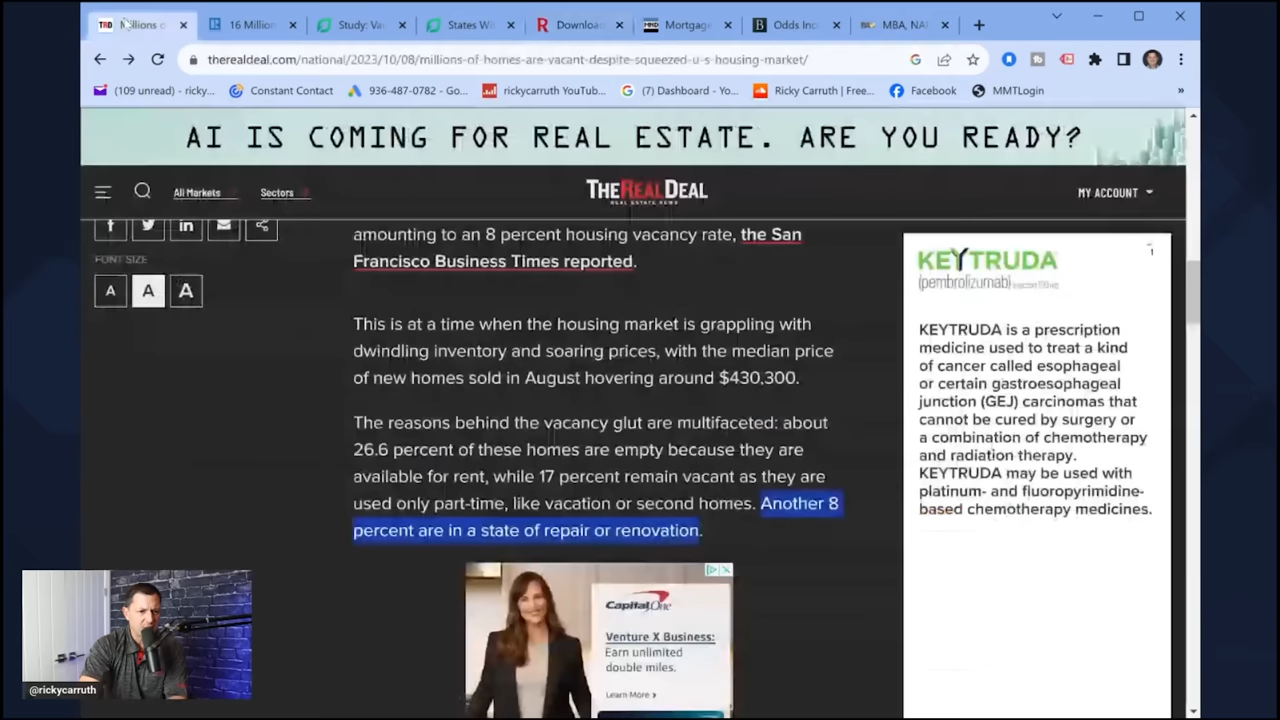 TRD Millions o
16 Million
Study: Va
States Wi
Downloa
Mortgage
Odds Inc
MBA, NA
therealdeal.com/national/2023/10/08/millions-of-homes-are-vacant-despite-squeezed-u-s-housing-market/
(109 unread) - ricky...
Constant Contact
936-487-0782 - Go...
rickycarruth YouTub...
(7) Dashboard - Yo...
Ricky Carruth | Free...
Facebook
MMTLogin
»
AI IS COMING FOR REAL ESTATE. ARE YOU READY?
All Markets
Sectors
THEREALDEAL
REAL ESTATE NEWS
MY ACCOUNT
FONT SIZE
A A A
amounting to an 8 percent housing vacancy rate, the San
Francisco Business Times reported.
This is at a time when the housing market is grappling with
dwindling inventory and soaring prices, with the median price
of new homes sold in August hovering around $430,300.
The reasons behind the vacancy glut are multifaceted: about
26.6 percent of these homes are empty because they are
available for rent, while 17 percent remain vacant as they are
used only part-time, like vacation or second homes. Another 8
percent are in a state of repair or renovation.
KEYTRUDA
(pembrolizumab)
KEYTRUDA is a prescription
medicine used to treat a kind
of cancer called esophageal
or certain gastroesophageal
junction (GEJ) carcinomas that
cannot be cured by surgery or
a combination of chemotherapy
and radiation therapy.
KEYTRUDA may be used with
platinum- and fluoropyrimidine-
based chemotherapy medicines.
Capital One
Venture X Business:
Earn unlimited
double miles.
Learn More >
@rickycarruth